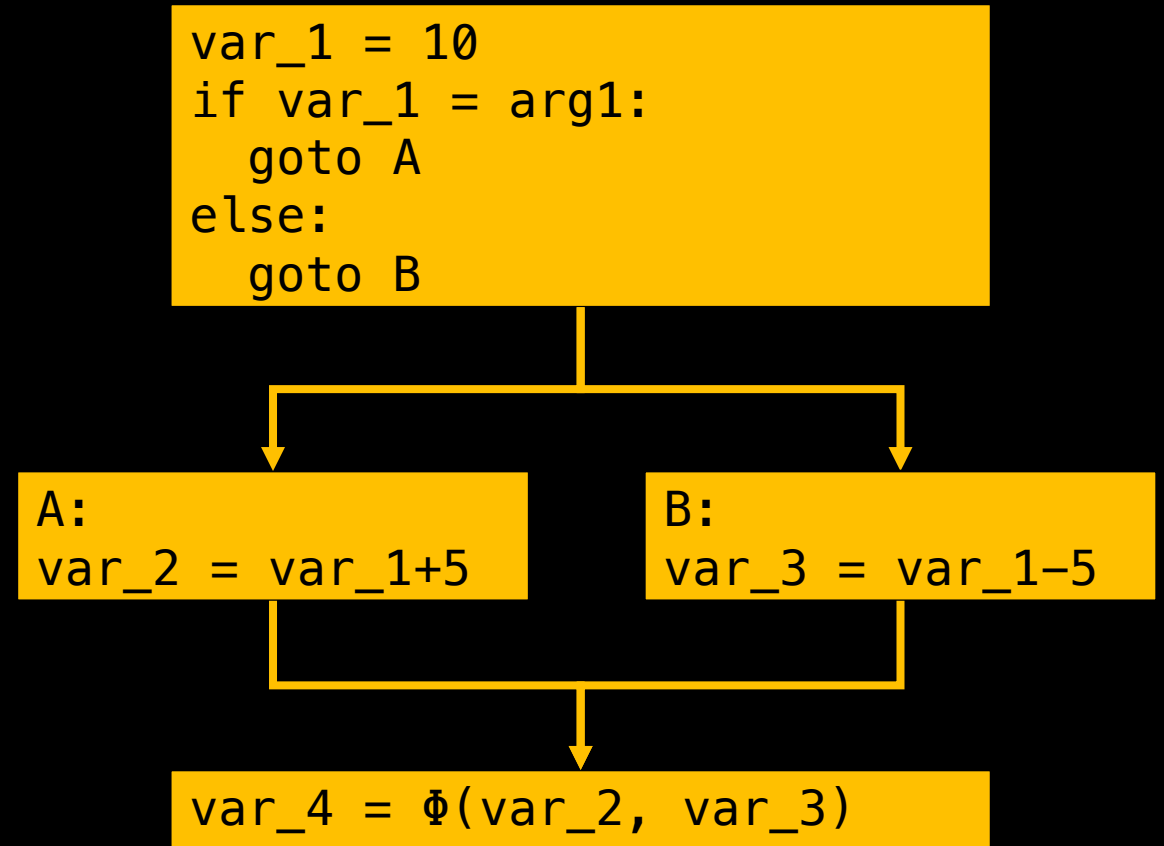 var_1 = 10
if var_1 = arg1:
  goto A
else:
  goto B
A:
var_2 = var_1+5
B:
var_3 = var_1−5
var_4 = Φ(var_2, var_3)